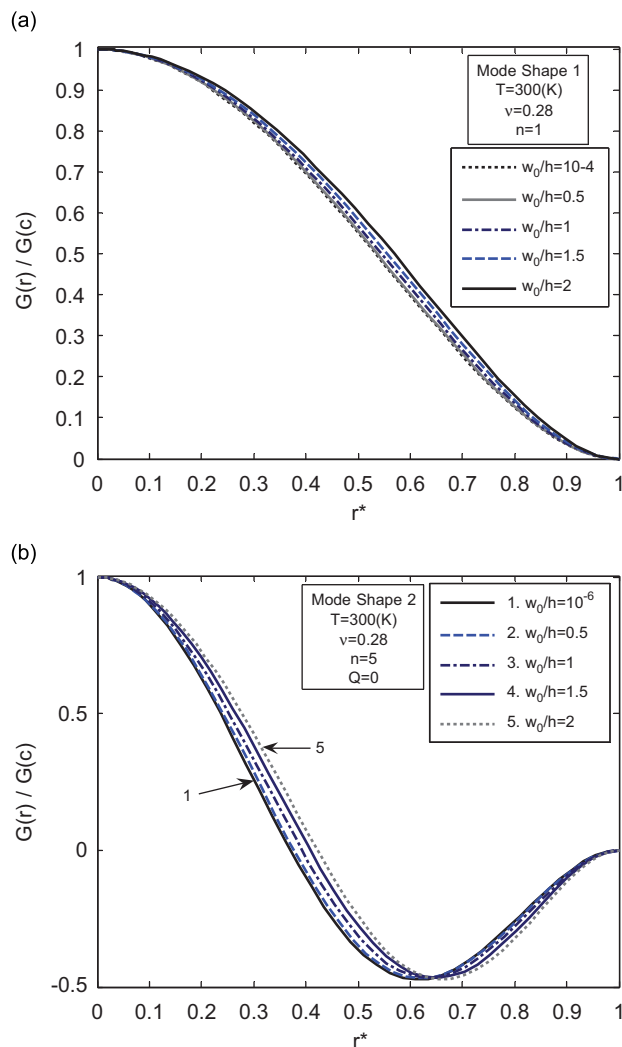 (a)
1
0.9
0.8
0.7
0.6
0.5
0.4
0.3
0.2
0.1
0
G(r) / G(c)
Mode Shape 1
T=300(K)
ν=0.28
n=1
w₀/h=10-4
w₀/h=0.5
w₀/h=1
w₀/h=1.5
w₀/h=2
0 0.1 0.2 0.3 0.4 0.5 0.6 0.7 0.8 0.9 1
r*
(b)
1
0.5
0
-0.5
G(r) / G(c)
Mode Shape 2
T=300(K)
ν=0.28
n=5
Q=0
1. w₀/h=10⁻⁶
2. w₀/h=0.5
3. w₀/h=1
4. w₀/h=1.5
5. w₀/h=2
5
1
0 0.1 0.2 0.3 0.4 0.5 0.6 0.7 0.8 0.9 1
r*